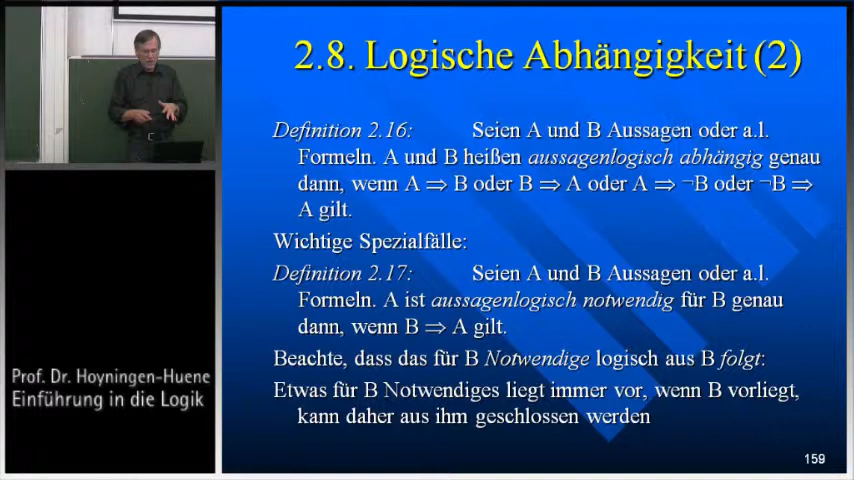 2.8. Logische Abhängigkeit (2)
Definition 2.16: Seien A und B Aussagen oder a.l.
Formeln. A und B heißen aussagenlogisch abhängig genau
dann, wenn A ⇒ B oder B ⇒ A oder A ⇒ ¬B oder ¬B ⇒
A gilt.
Wichtige Spezialfälle:
Definition 2.17: Seien A und B Aussagen oder a.l.
Formeln. A ist aussagenlogisch notwendig für B genau
dann, wenn B ⇒ A gilt.
Beachte, dass das für B Notwendige logisch aus B folgt:
Etwas für B Notwendiges liegt immer vor, wenn B vorliegt,
kann daher aus ihm geschlossen werden
159
Prof. Dr. Hoyningen-Huene
Einführung in die Logik